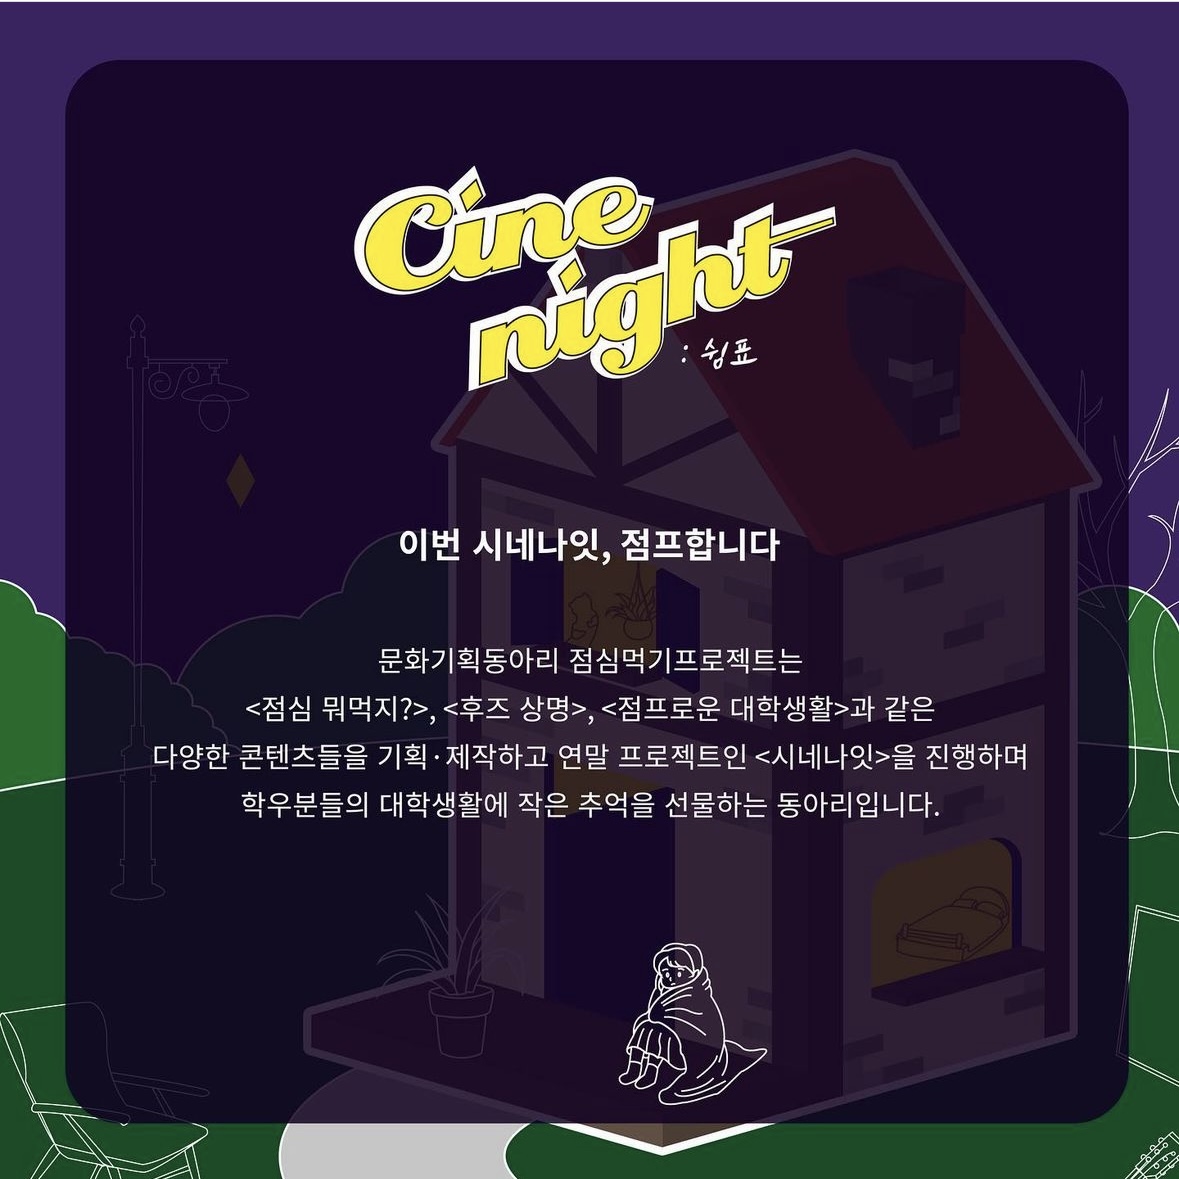 Cine
night
: 쉼표
이번 시네나잇, 점프합니다
문화기획동아리 점심먹기프로젝트는
<점심 뭐먹지?>, <후즈 상명>, <점프로운 대학생활>과 같은
다양한 콘텐츠들을 기획·제작하고 연말 프로젝트인 <시네나잇>을 진행하며
학우분들의 대학생활에 작은 추억을 선물하는 동아리입니다.